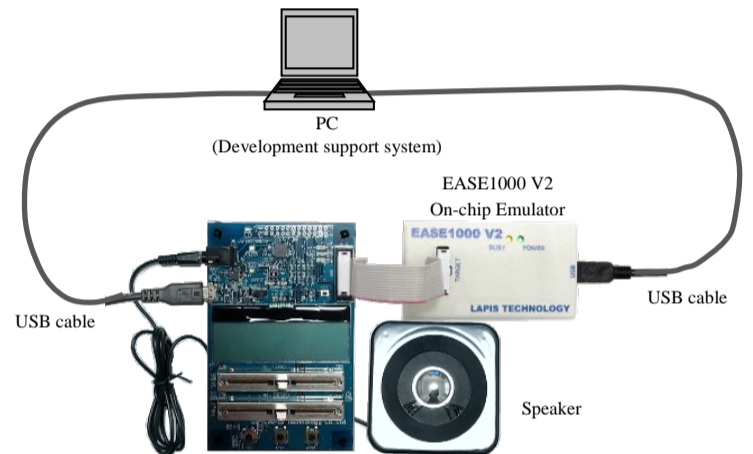 PC
(Development support system)
EASE1000 V2
On-chip Emulator
EASE1000 V2
BUSY
POWER
TARGET
USB
LAPIS TECHNOLOGY
USB cable
USB cable
Speaker